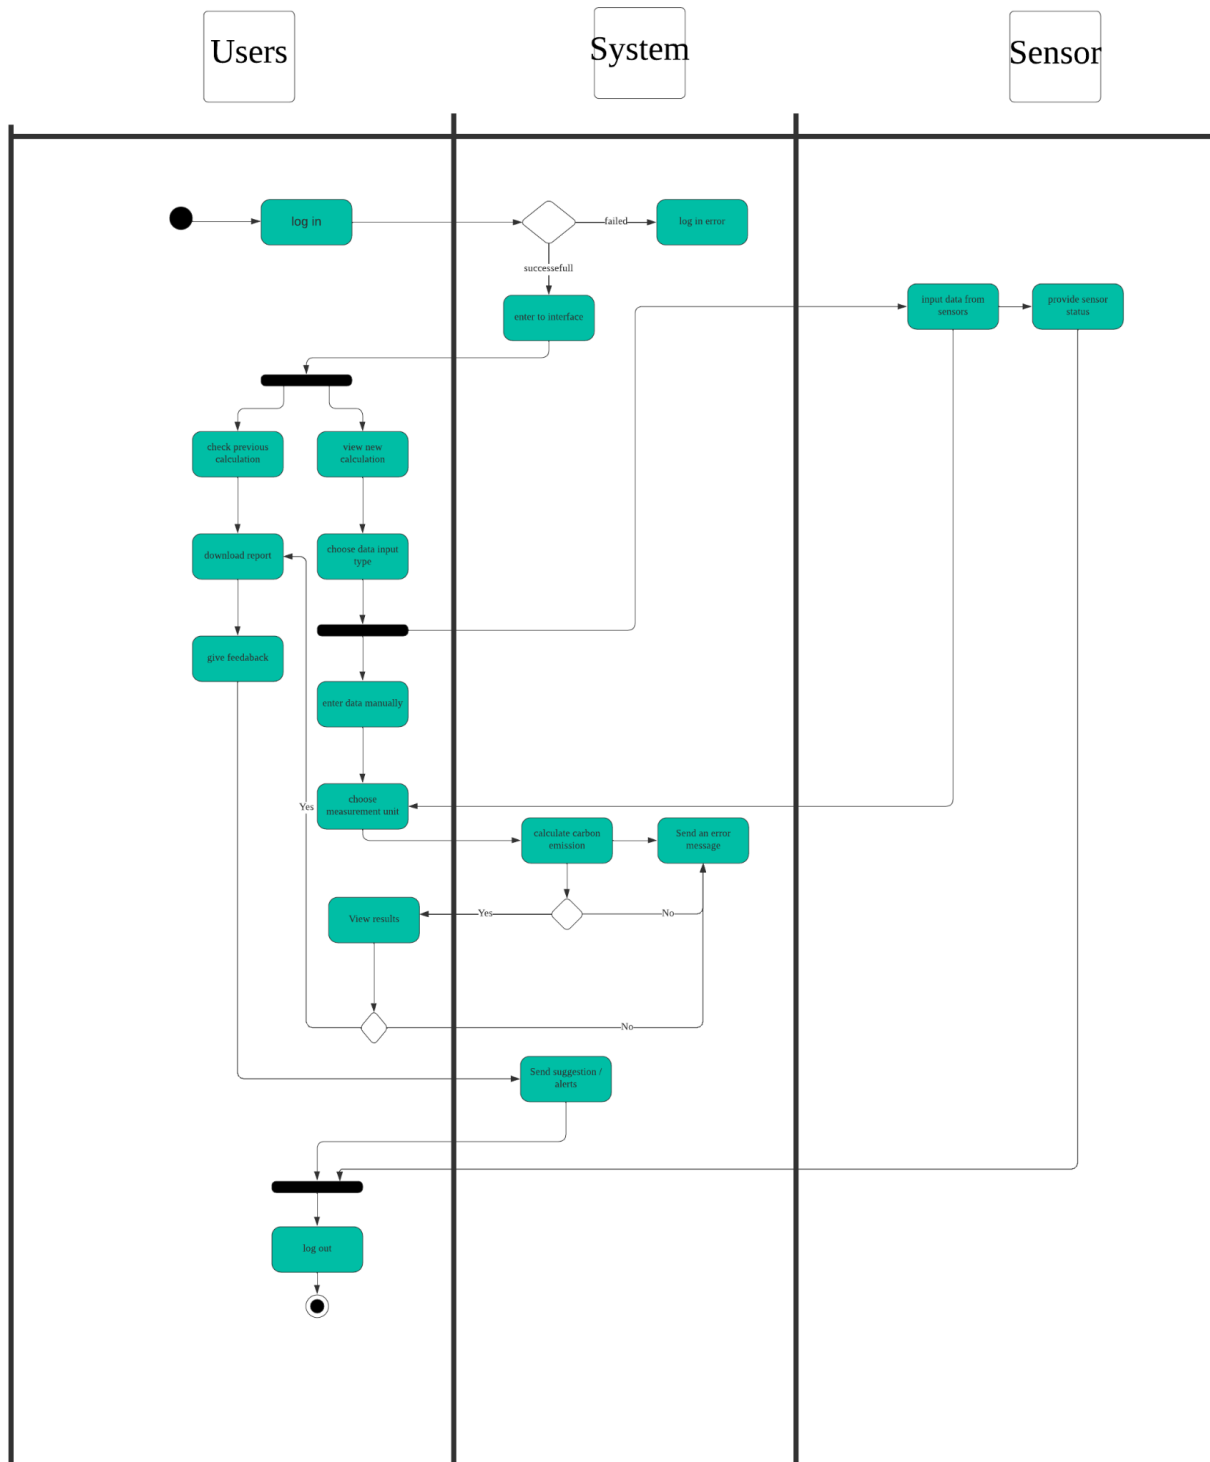 Users
System
Sensor
log in
failed
log in error
successefull
enter to interface
input data from
sensors
provide sensor
status
check previous
calculation
view new
calculation
download report
choose data input
type
give feedaback
enter data manually
Yes
choose
measurement unit
calculate carbon
emission
Send an error
message
View results
Yes
No
No
Send suggestion /
alerts
log out